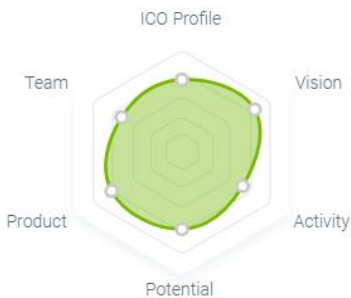 ICO Profile
Team
Vision
Product
Activity
Potential